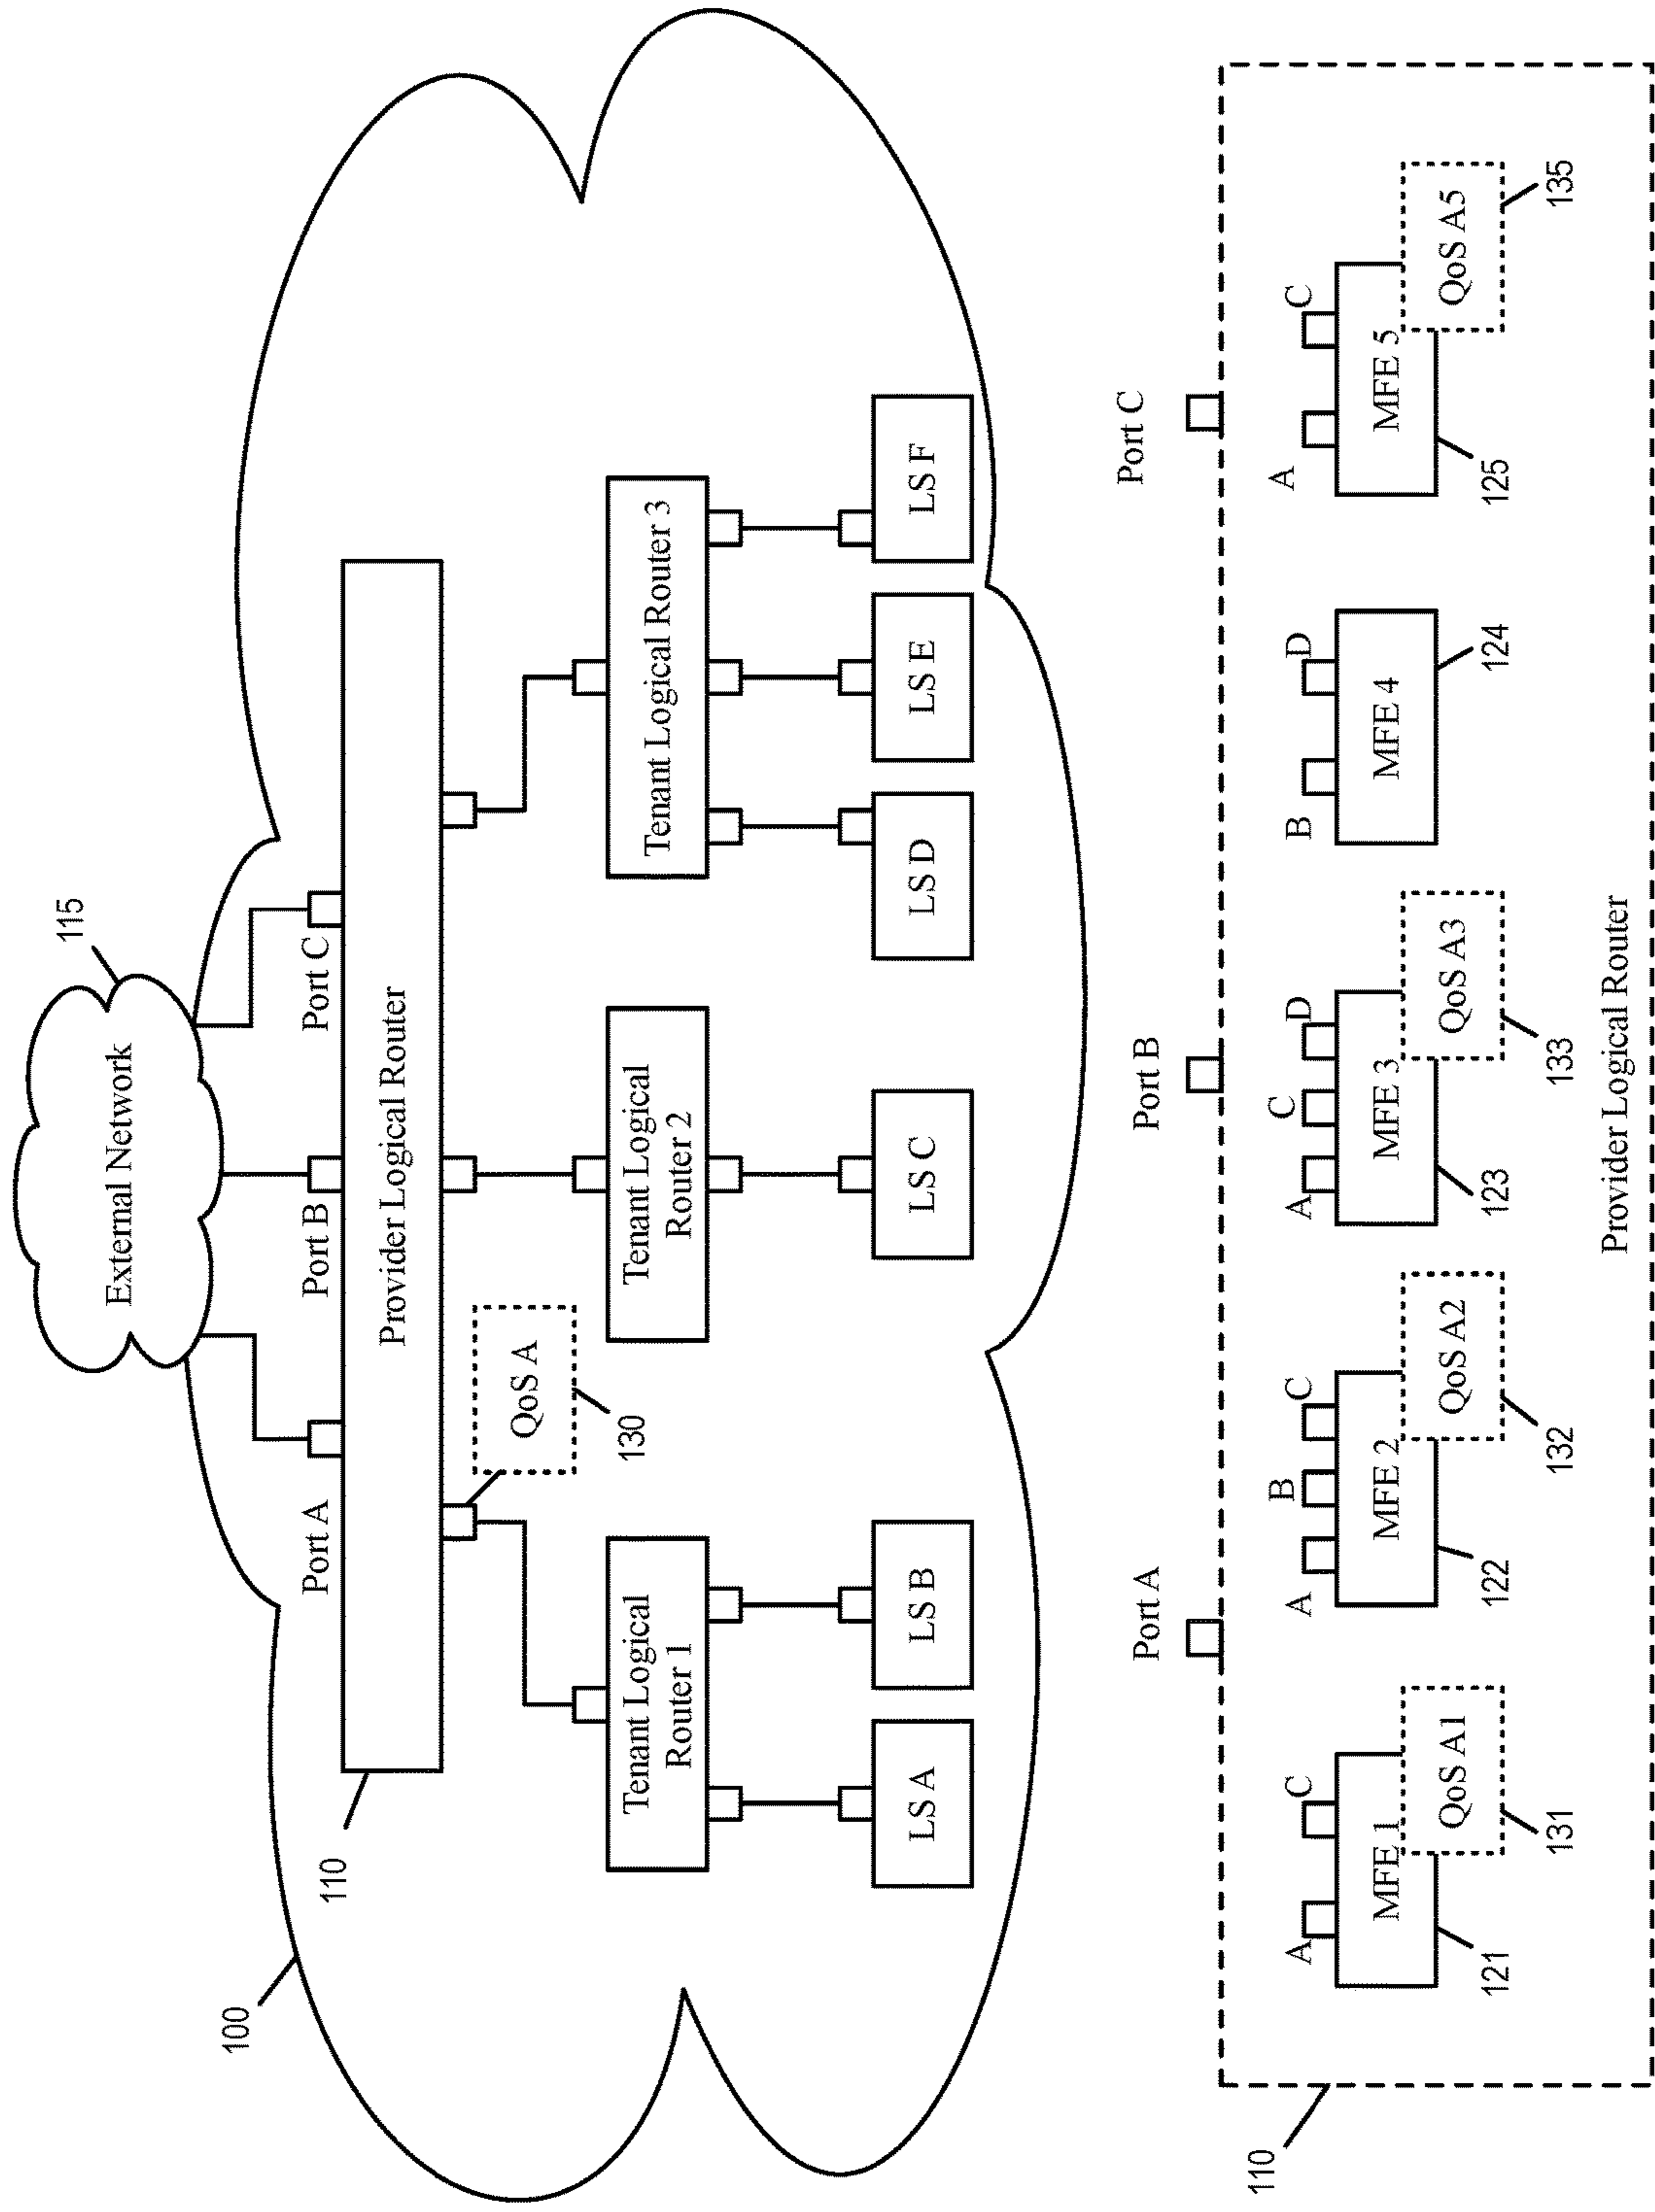 115
External Network
Port A
Port B
Port C
110
Provider Logical Router
100
QoS A
130
Tenant Logical
Router 1
Tenant Logical
Router 2
Tenant Logical Router 3
LS A
LS B
LS C
LS D
LS E
LS F
Port A
Port B
Port C
110
A
C
MFE 1
QoS A1
121
131
A
B
C
MFE 2
QoS A2
122
132
A
C
D
MFE 3
QoS A3
123
133
B
D
MFE 4
124
A
C
MFE 5
QoS A5
125
135
Provider Logical Router